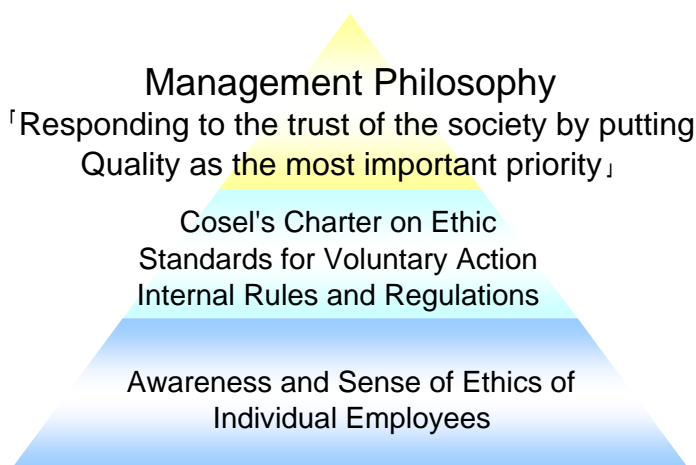 Management Philosophy
「Responding to the trust of the society by putting
Quality as the most important priority」
Cosel's Charter on Ethic
Standards for Voluntary Action
Internal Rules and Regulations
Awareness and Sense of Ethics of
Individual Employees